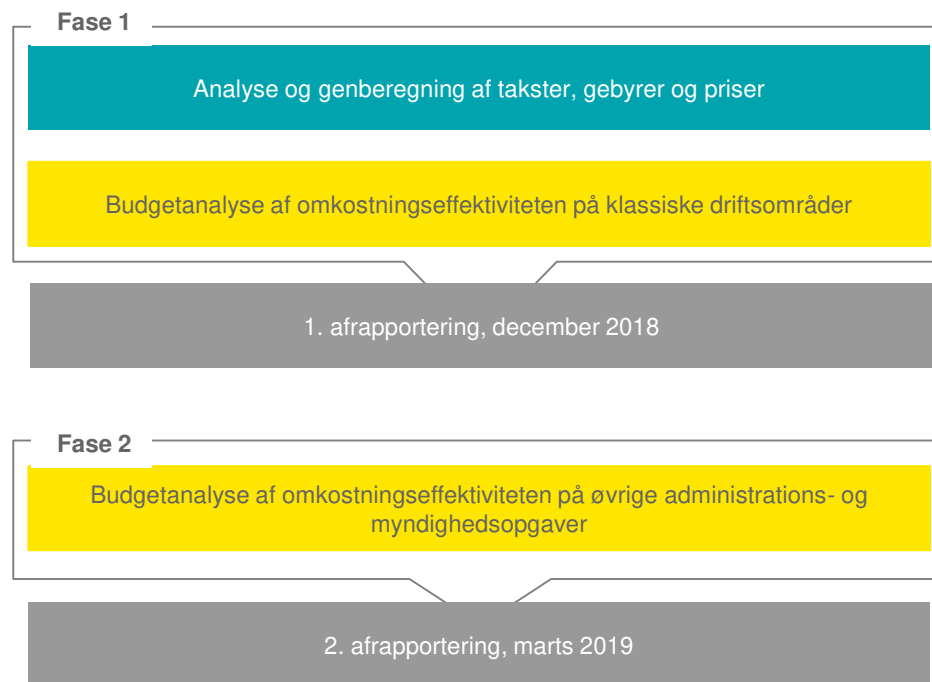 Fase 1
Analyse og genberegning af takster, gebyrer og priser
Budgetanalyse af omkostningseffektiviteten på klassiske driftsområder
1. afrapportering, december 2018
Fase 2
Budgetanalyse af omkostningseffektiviteten på øvrige administrations- og
myndighedsopgaver
2. afrapportering, marts 2019